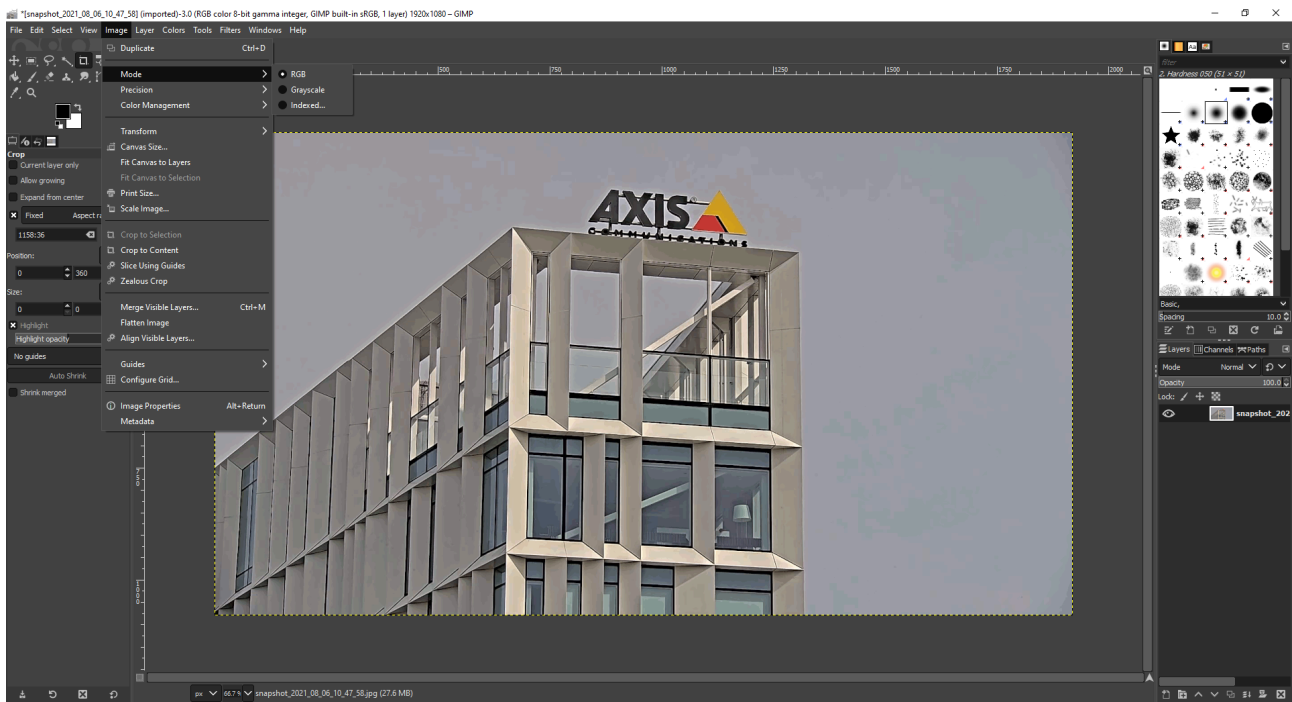 *[snapshot_2021_08_06_10_47_58] (imported)-3.0 (RGB color 8-bit gamma integer, GIMP built-in sRGB, 1 layer) 1920x1080 – GIMP
File Edit Select View Image Layer Colors Tools Filters Windows Help
Duplicate Ctrl+D
Mode
Precision
Color Management
Transform
Canvas Size...
Fit Canvas to Layers
Fit Canvas to Selection
Print Size...
Scale Image...
Crop to Selection
Crop to Content
Slice Using Guides
Zealous Crop
Merge Visible Layers... Ctrl+M
Flatten Image
Align Visible Layers...
Guides
Configure Grid...
Image Properties Alt+Return
Metadata
RGB
Grayscale
Indexed...
Crop
Current layer only
Allow growing
Expand from center
Fixed Aspect ra
1158:36
Position:
0 360
Size:
0 0
Highlight
Highlight opacity
No guides
Auto Shrink
Shrink merged
500 750 1000 1250 1500 1750 2000
750
1000
AXIS
COMMUNICATIONS
filter
2. Hardness 050 (51 × 51)
Basic,
Spacing 10.0
Layers Channels Paths
Mode Normal
Opacity 100.0
Lock:
snapshot_202
px 66.7 % snapshot_2021_08_06_10_47_58.jpg (27.6 MB)